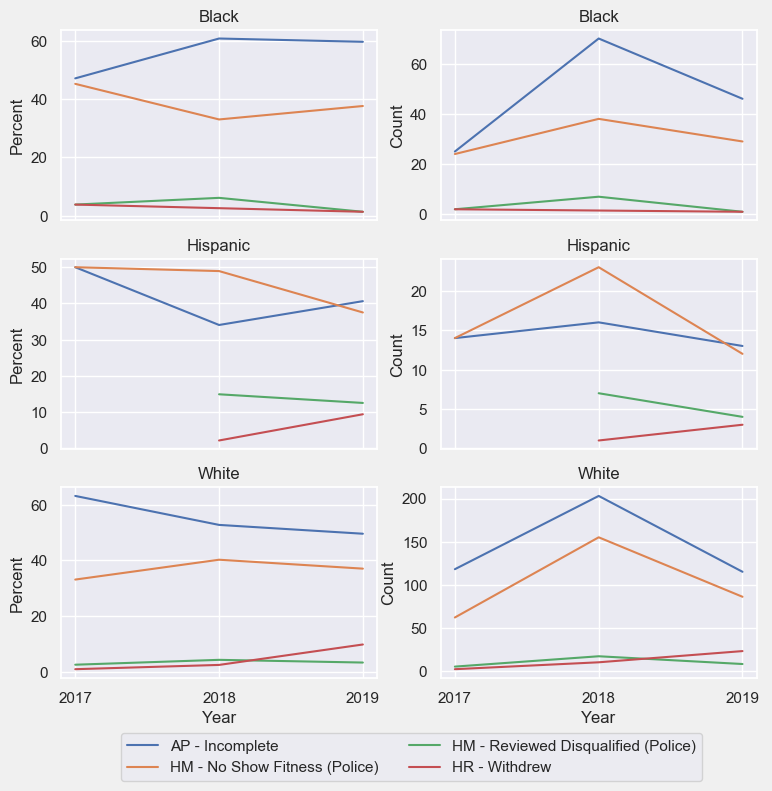 Black
Black
60
40
20
0
Percent
60
40
20
0
Count
Hispanic
Hispanic
50
40
30
20
10
0
Percent
20
15
10
5
0
Count
White
White
60
40
20
0
Percent
200
150
100
50
0
Count
2017 2018 2019
Year
2017 2018 2019
Year
AP - Incomplete
HM - No Show Fitness (Police)
HM - Reviewed Disqualified (Police)
HR - Withdrew